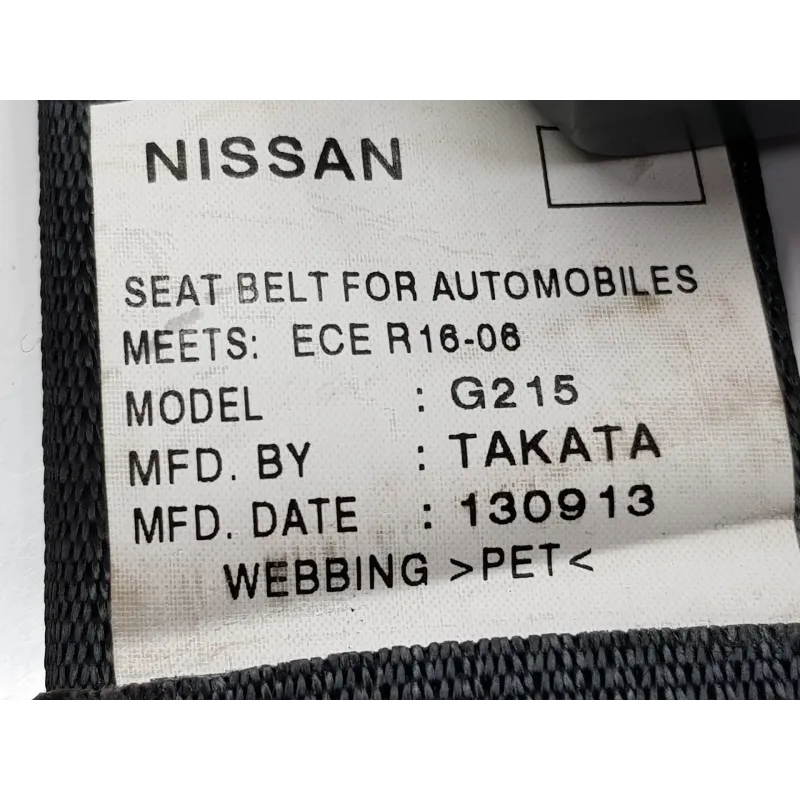 NISSAN
SEAT BELT FOR AUTOMOBILES
MEETS: ECE R16-06
MODEL : G215
MFD. BY : TAKATA
MFD. DATE : 130913
WEBBING >PET<